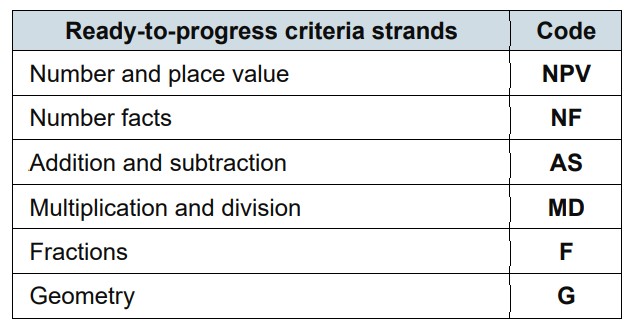 Ready-to-progress criteria strands Code
Number and place value NPV
Number facts NF
Addition and subtraction AS
Multiplication and division MD
Fractions F
Geometry G